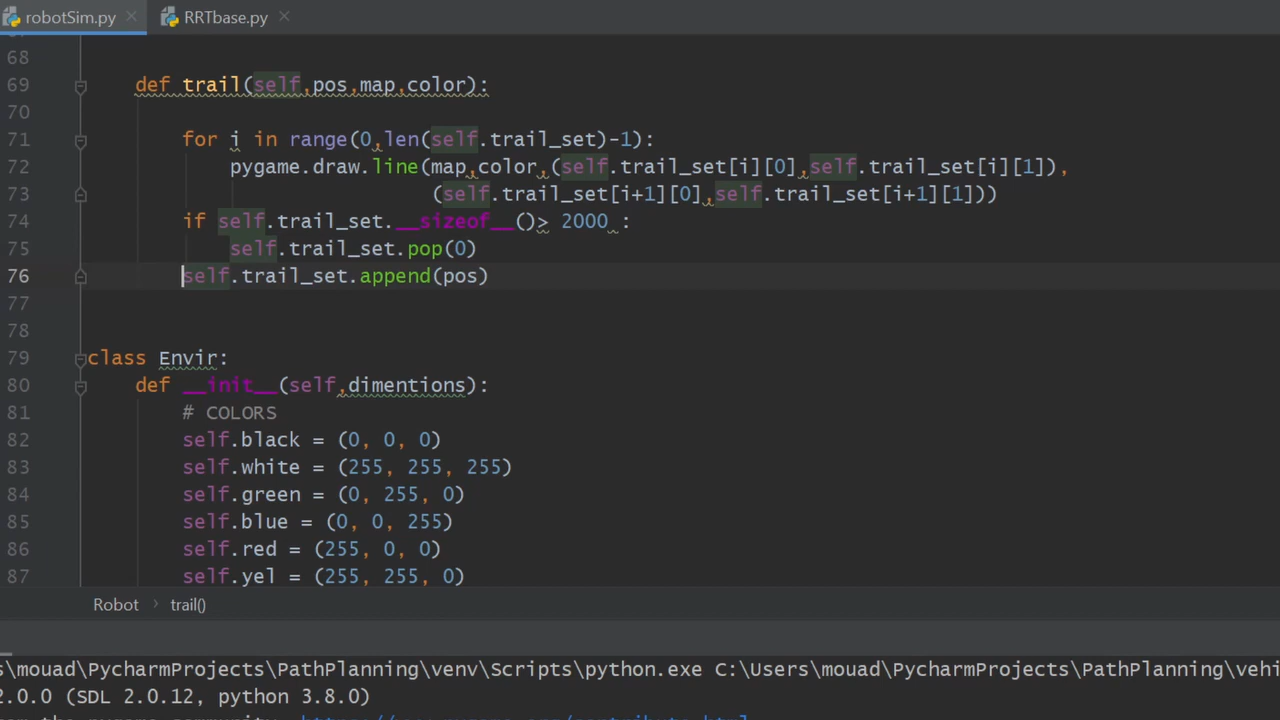 robotSim.py RRTbase.py
68
69 def trail(self,pos,map,color):
70
71 for i in range(0,len(self.trail_set)-1):
72 pygame.draw.line(map,color,(self.trail_set[i][0],self.trail_set[i][1]),
73 (self.trail_set[i+1][0],self.trail_set[i+1][1]))
74 if self.trail_set.__sizeof__()> 2000 :
75 self.trail_set.pop(0)
76 self.trail_set.append(pos)
77
78
79 class Envir:
80 def __init__(self,dimentions):
81 # COLORS
82 self.black = (0, 0, 0)
83 self.white = (255, 255, 255)
84 self.green = (0, 255, 0)
85 self.blue = (0, 0, 255)
86 self.red = (255, 0, 0)
87 self.yel = (255, 255, 0)
Robot › trail()
s\mouad\PycharmProjects\PathPlanning\venv\Scripts\python.exe C:\Users\mouad\PycharmProjects\PathPlanning\vehi
2.0.0 (SDL 2.0.12, python 3.8.0)